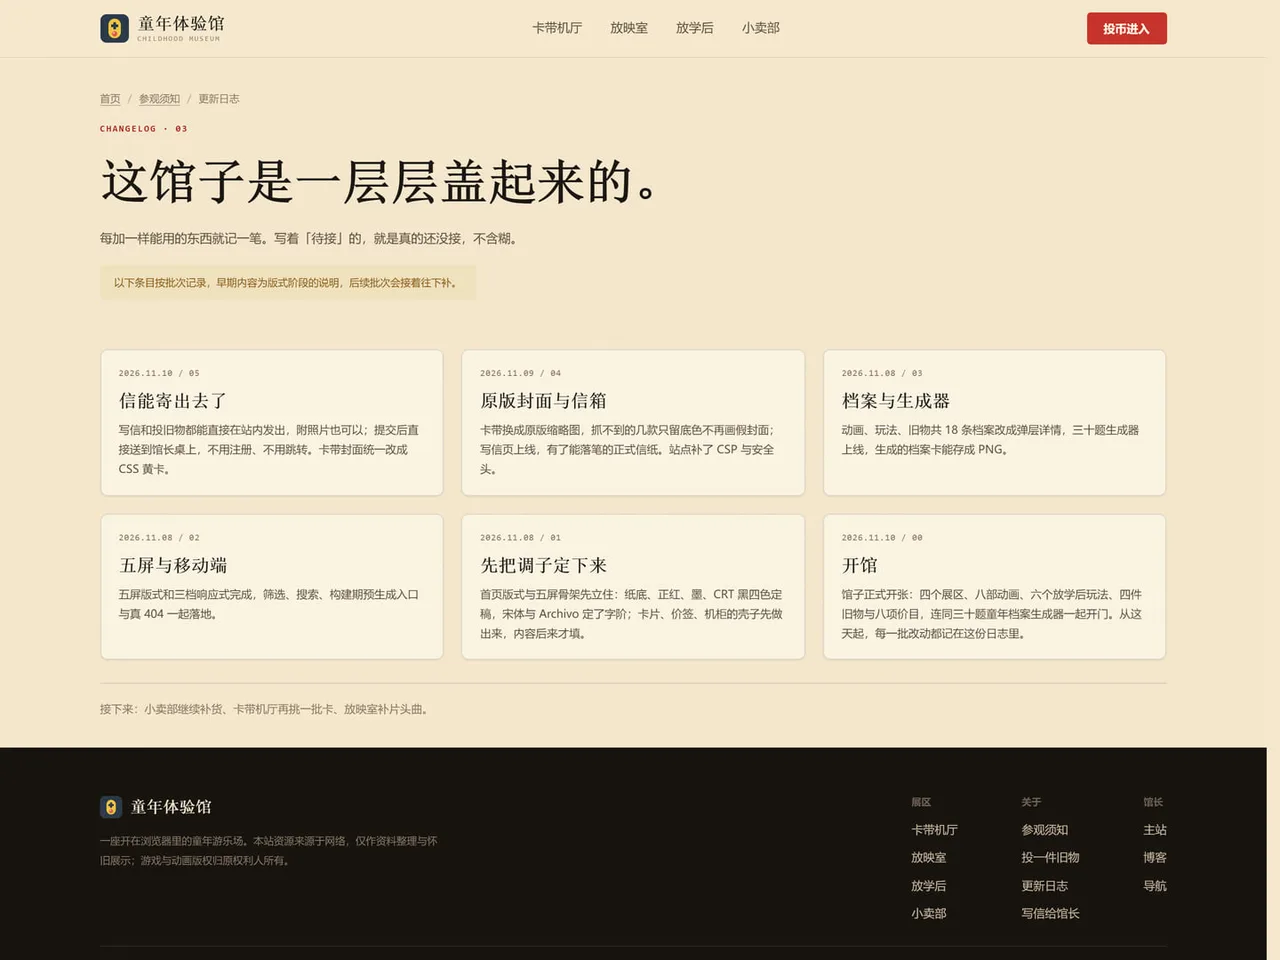 童年体验馆
CHILDHOOD MUSEUM
卡带机厅
放映室
放学后
小卖部
投币进入
首页 / 参观须知 / 更新日志
CHANGELOG · 03
这馆子是一层层盖起来的。
每加一样能用的东西就记一笔。写着「待接」的，就是真的还没接，不含糊。
以下条目按批次记录，早期内容为版式阶段的说明，后续批次会接着往下补。
2026.11.10 / 05
信能寄出去了
写信和投旧物都能直接在站内发出，附照片也可以；提交后直
接送到馆长桌上，不用注册、不用跳转。卡带封面统一改成
CSS 黄卡。
2026.11.09 / 04
原版封面与信箱
卡带换成原版缩略图，抓不到的几款只留底色不再画假封面；
写信页上线，有了能落笔的正式信纸。站点补了 CSP 与安全
头。
2026.11.08 / 03
档案与生成器
动画、玩法、旧物共 18 条档案改成弹层详情，三十题生成器
上线，生成的档案卡能存成 PNG。
2026.11.08 / 02
五屏与移动端
五屏版式和三档响应式完成，筛选、搜索、构建期预生成入口
与真 404 一起落地。
2026.11.08 / 01
先把调子定下来
首页版式与五屏骨架先立住：纸底、正红、墨、CRT 黑四色定
稿，宋体与 Archivo 定了字阶；卡片、价签、机柜的壳子先做
出来，内容后来才填。
2026.11.10 / 00
开馆
馆子正式开张：四个展区、八部动画、六个放学后玩法、四件
旧物与八项价目，连同三十题童年档案生成器一起开门。从这
天起，每一批改动都记在这份日志里。
接下来：小卖部继续补货、卡带机厅再挑一批卡、放映室补片头曲。
童年体验馆
一座开在浏览器里的童年游乐场。本站资源来源于网络，仅作资料整理与怀
旧展示；游戏与动画版权归原权利人所有。
展区
卡带机厅
放映室
放学后
小卖部
关于
参观须知
投一件旧物
更新日志
写信给馆长
馆长
主站
博客
导航